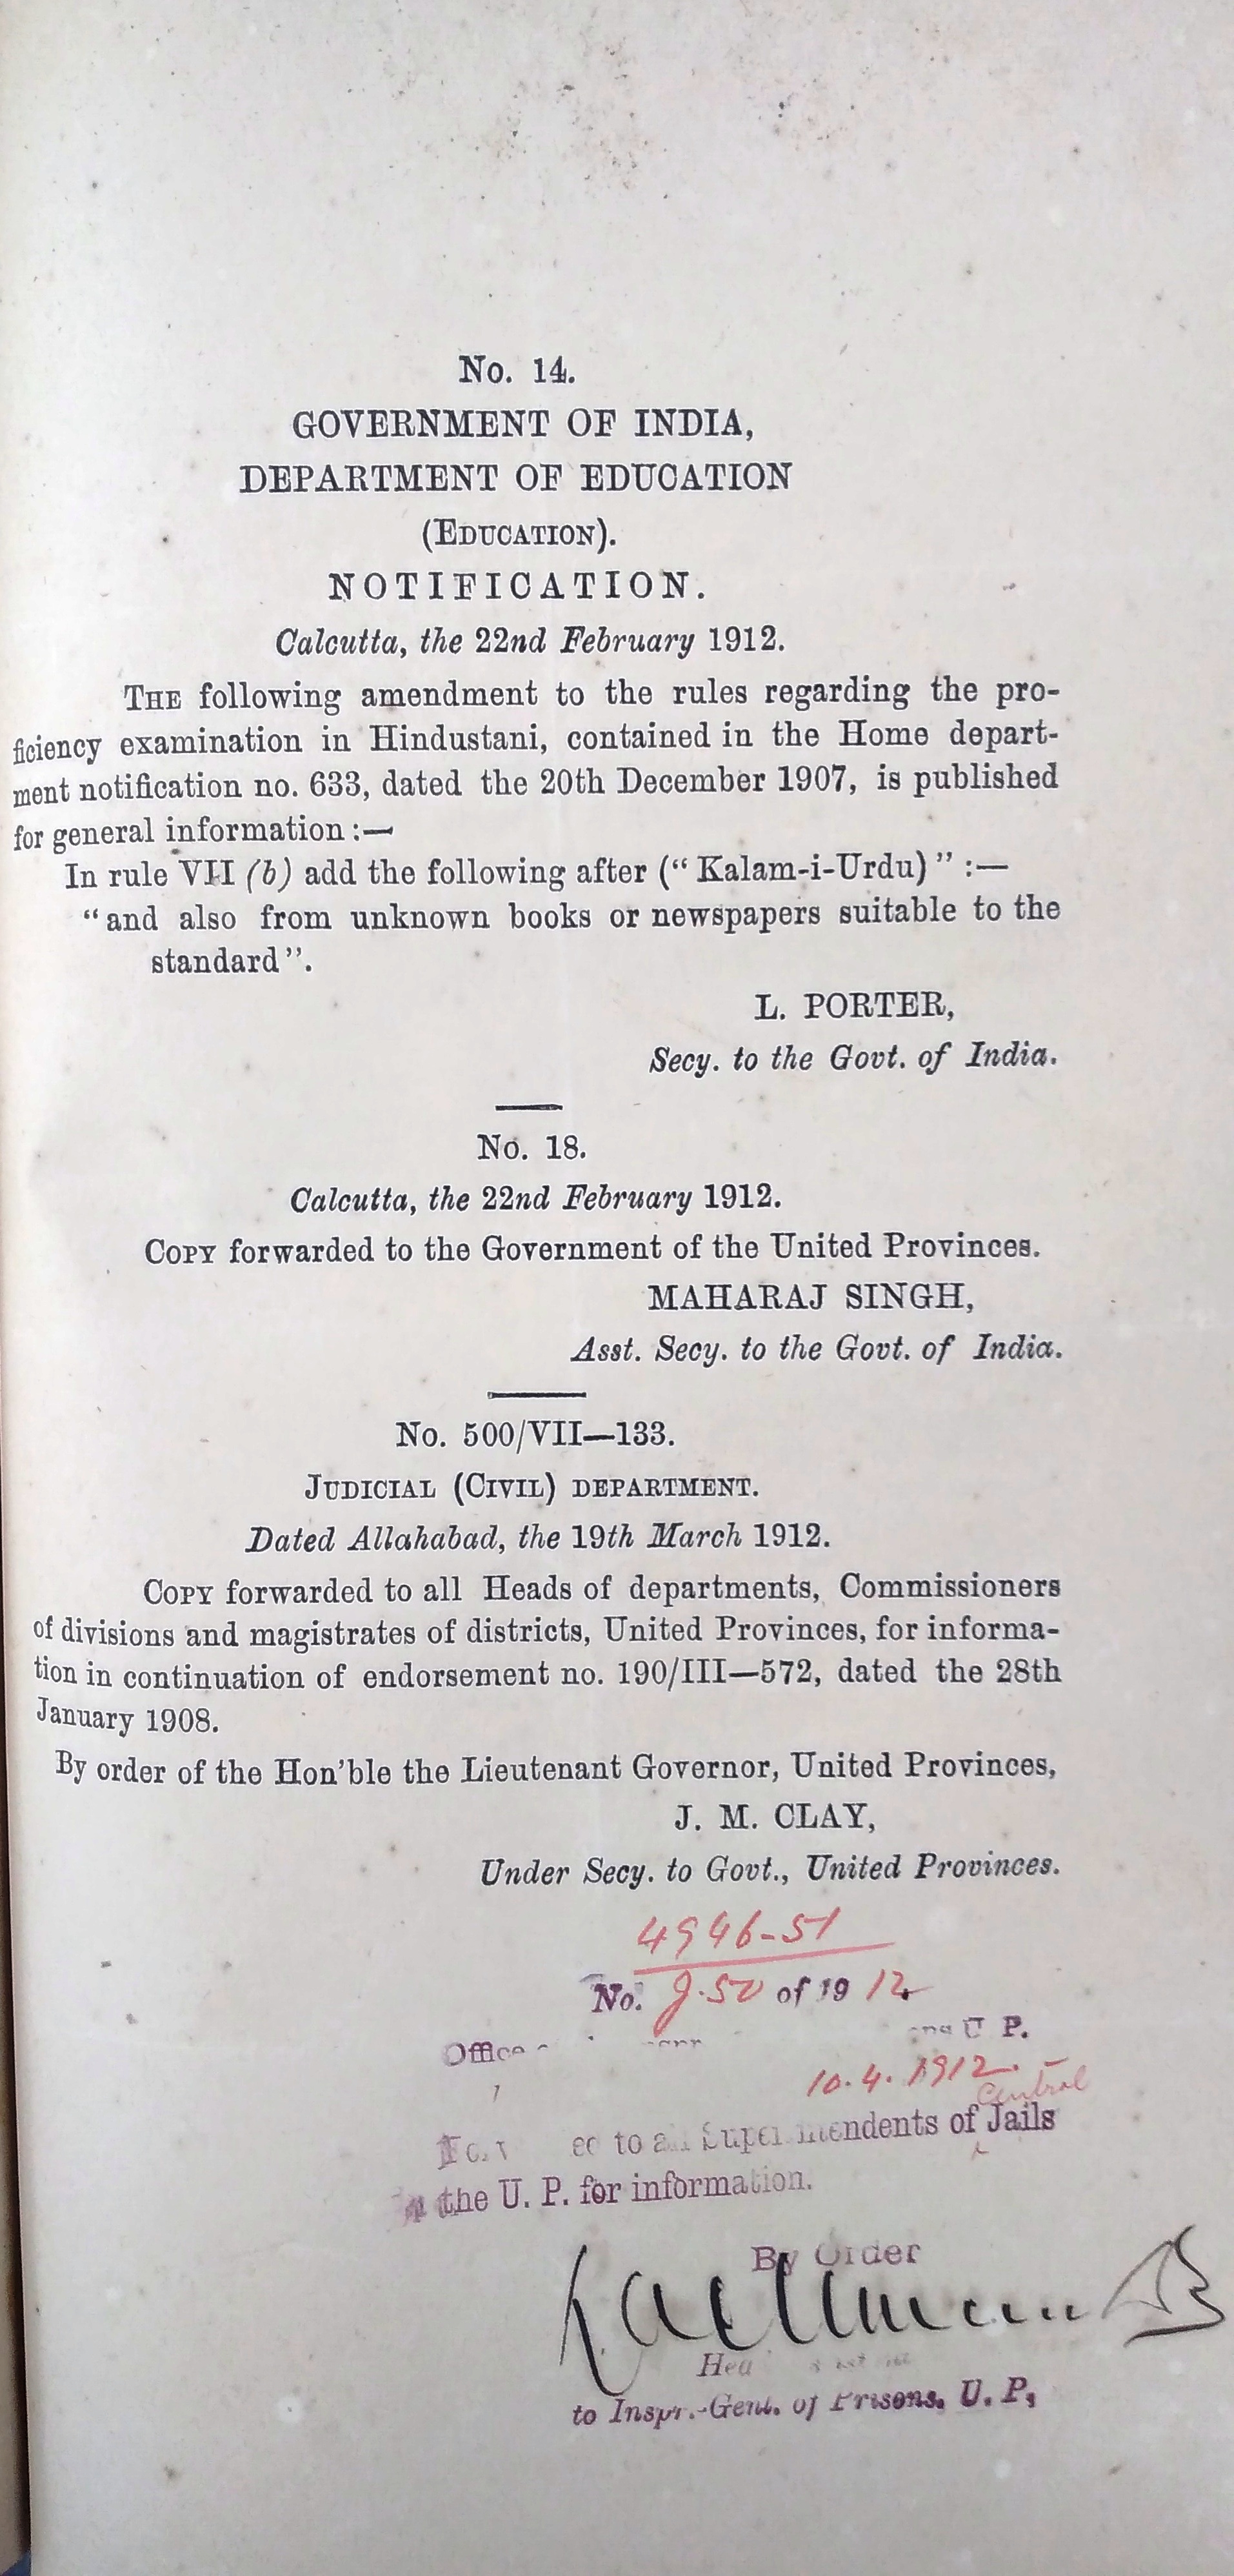 No. 14.
GOVERNMENT OF INDIA,
DEPARTMENT OF EDUCATION
(EDUCATION).
NOTIFICATION.
Calcutta, the 22nd February 1912.
THE following amendment to the rules regarding the pro-
ficiency examination in Hindustani, contained in the Home depart-
ment notification no. 633, dated the 20th December 1907, is published
for general information :—
In rule VII (b) add the following after (“ Kalam-i-Urdu) ” :—
“and also from unknown books or newspapers suitable to the
standard”.
L. PORTER,
Secy. to the Govt. of India.
No. 18.
Calcutta, the 22nd February 1912.
COPY forwarded to the Government of the United Provinces.
MAHARAJ SINGH,
Asst. Secy. to the Govt. of India.
No. 500/VII—133.
JUDICIAL (CIVIL) DEPARTMENT.
Dated Allahabad, the 19th March 1912.
COPY forwarded to all Heads of departments, Commissioners
of divisions and magistrates of districts, United Provinces, for informa-
tion in continuation of endorsement no. 190/III—572, dated the 28th
January 1908.
By order of the Hon'ble the Lieutenant Governor, United Provinces,
J. M. CLAY,
Under Secy. to Govt., United Provinces.
4946-51
No. of 1912
Office U P.
10.4.1912.
Central
to all Superintendents of Jails
the U. P. for information.
By Order
Head
to Inspr.-Genl. of Prisons, U. P,